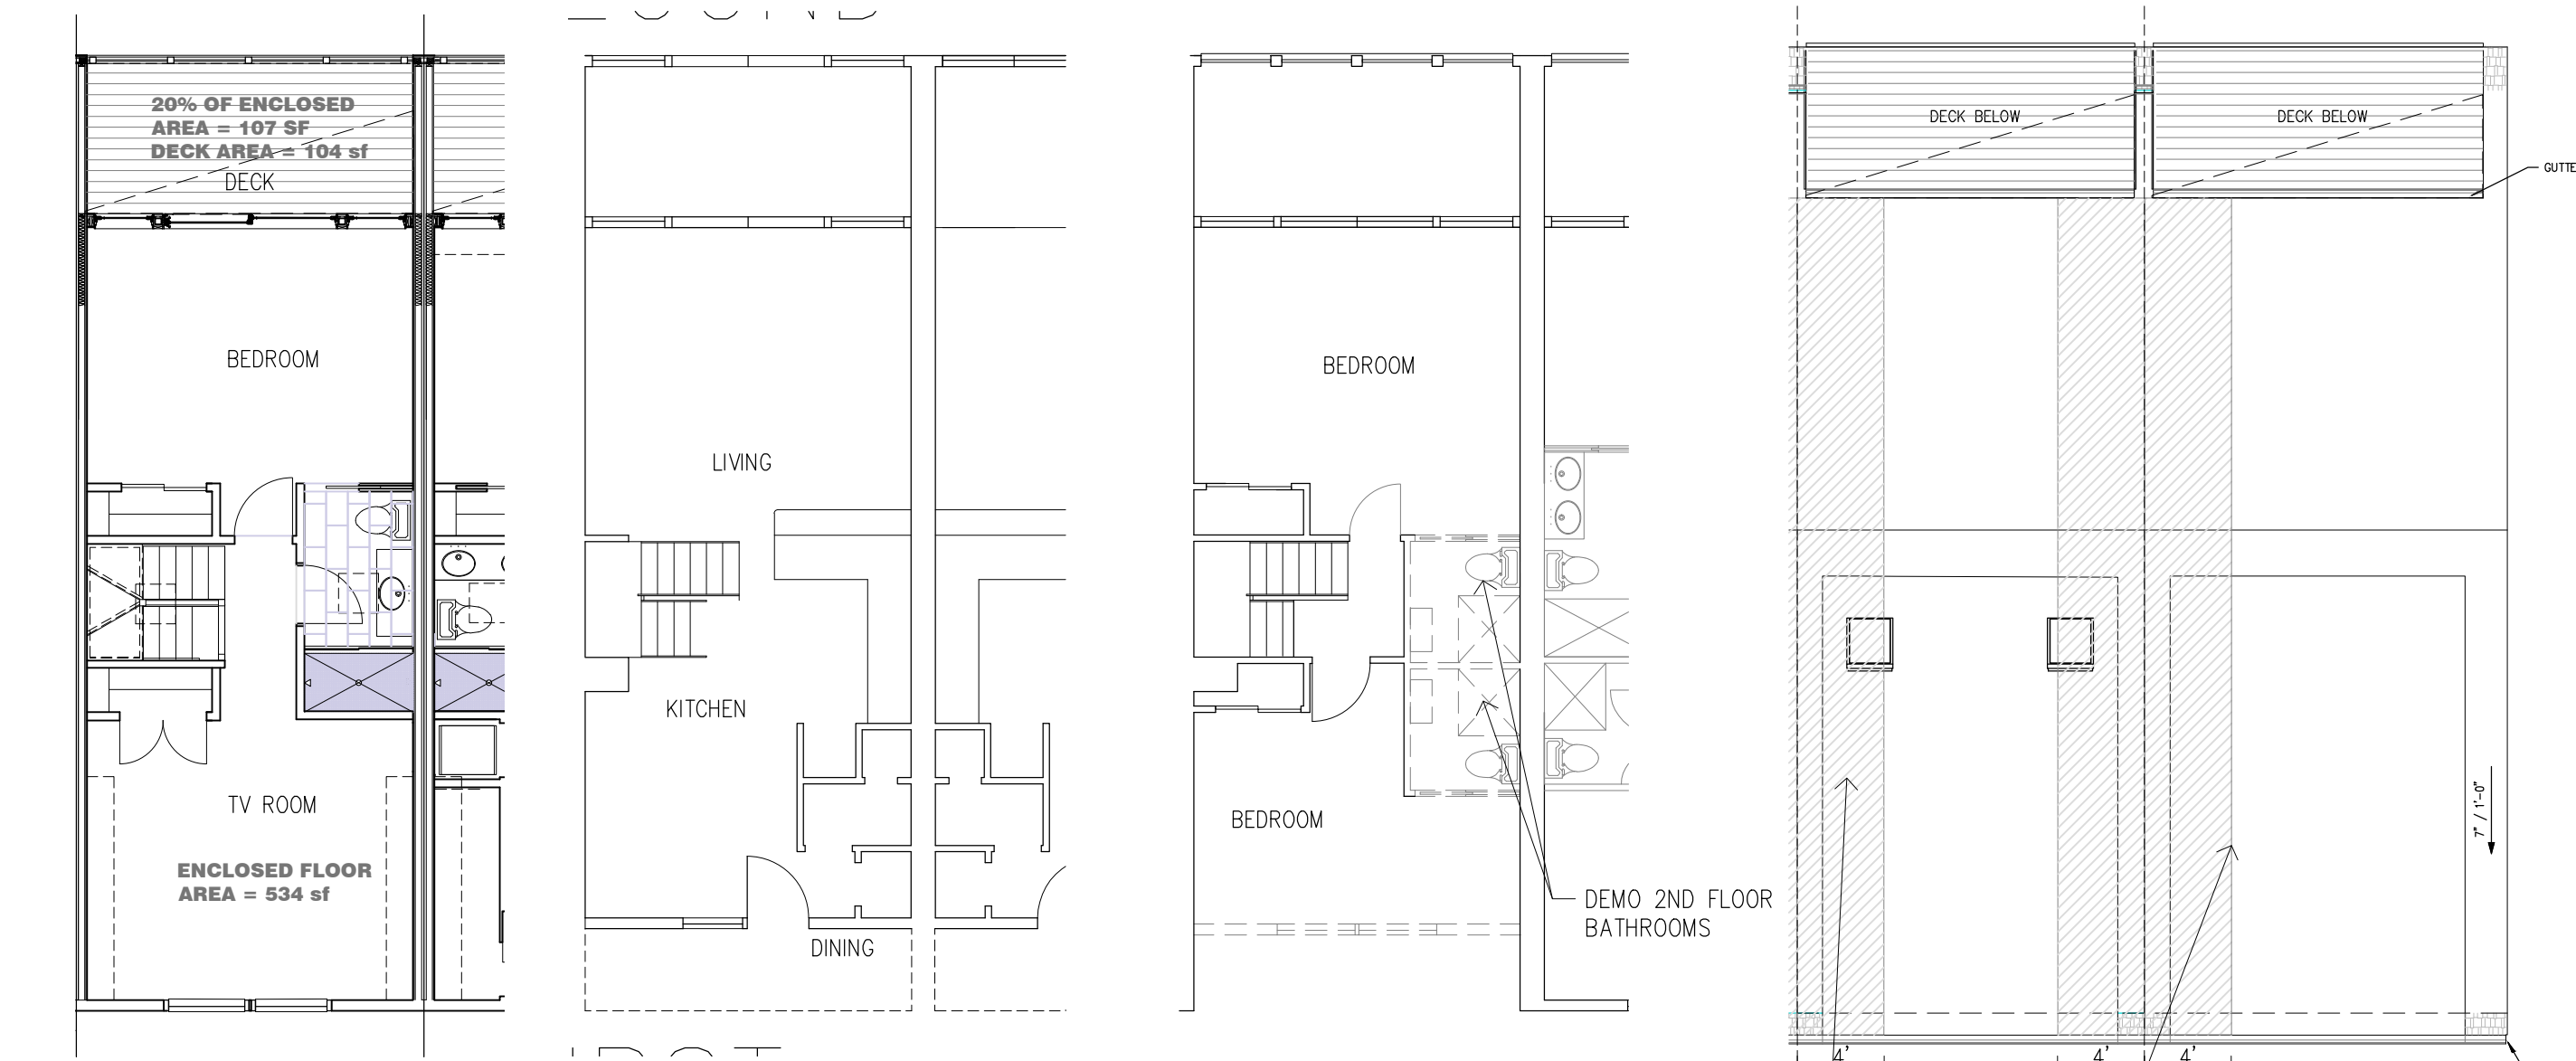 20% OF ENCLOSED
AREA = 107 SF
DECK AREA = 104 sf
DECK
BEDROOM
TV ROOM
ENCLOSED FLOOR
AREA = 534 sf
LIVING
KITCHEN
DINING
BEDROOM
BEDROOM
DEMO 2ND FLOOR
BATHROOMS
DECK BELOW
DECK BELOW
GUTTE
7" / 1'-0"
4'
4'
4'